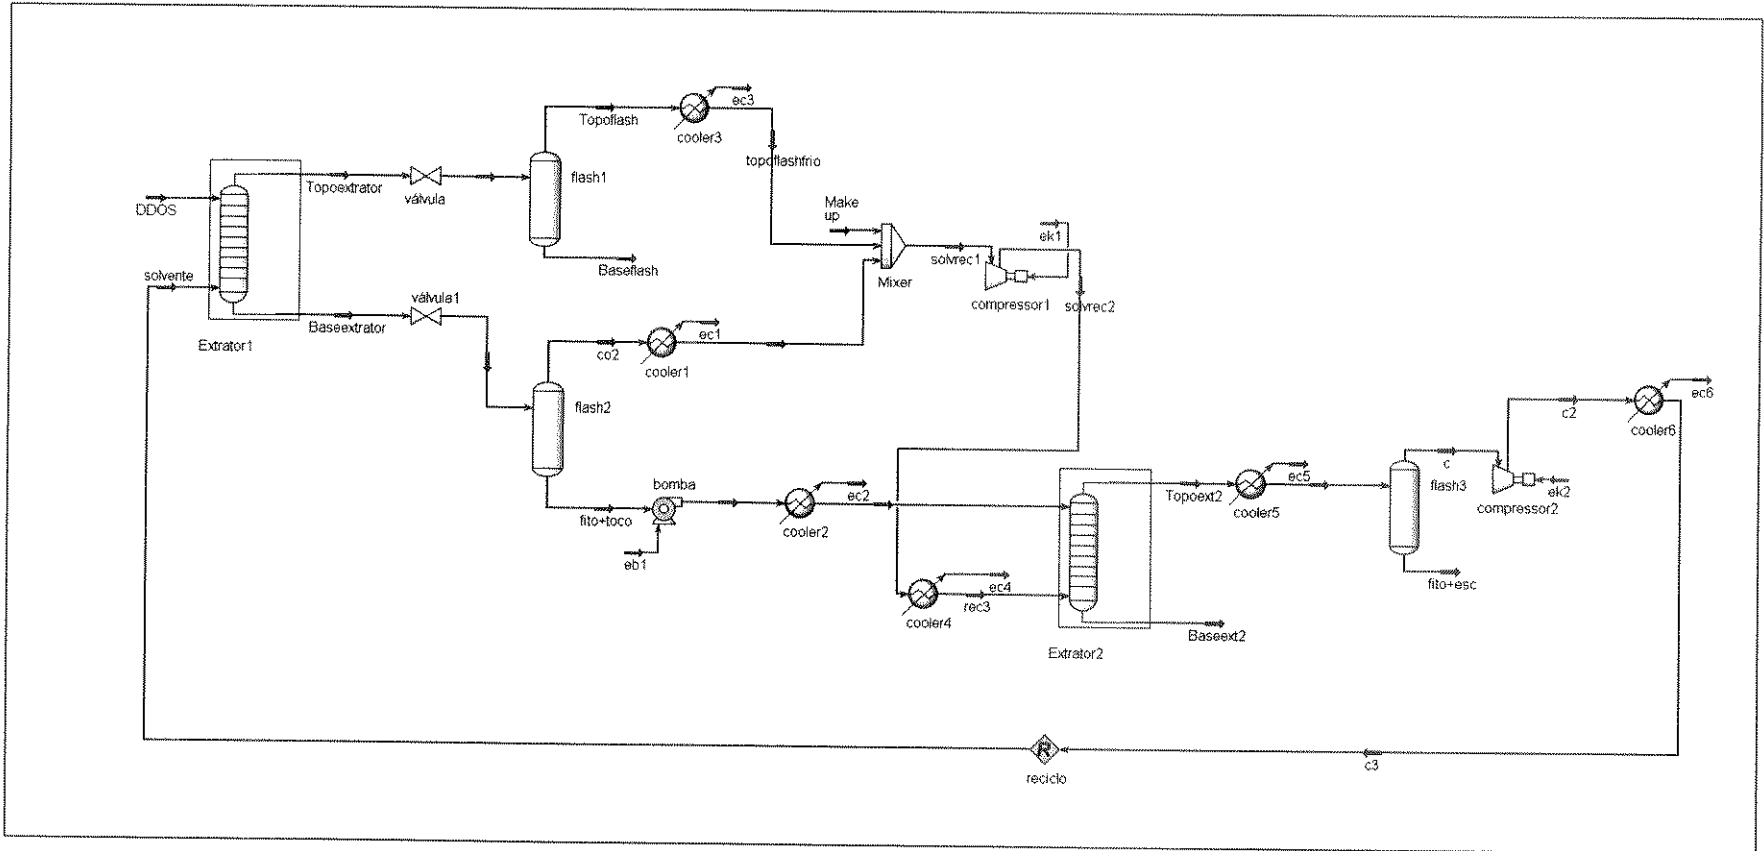 ec3
Topoflash
cooler3
topoflashfrio
flash1
Topoextrator
válvula
DDOS
Make
up
ek1
solvrec1
Mixer
Baseflash
solvente
compressor1
solvrec2
válvula1
Baseextrator
Extrator1
ec1
co2
cooler1
flash2
ec6
c2
cooler6
bomba
ec2
fito+toco
cooler2
eb1
Topoext2
ec5
cooler5
c
flash3
ek2
compressor2
fito+esc
ec4
rec3
cooler4
Baseext2
Extrator2
R
reciclo
c3